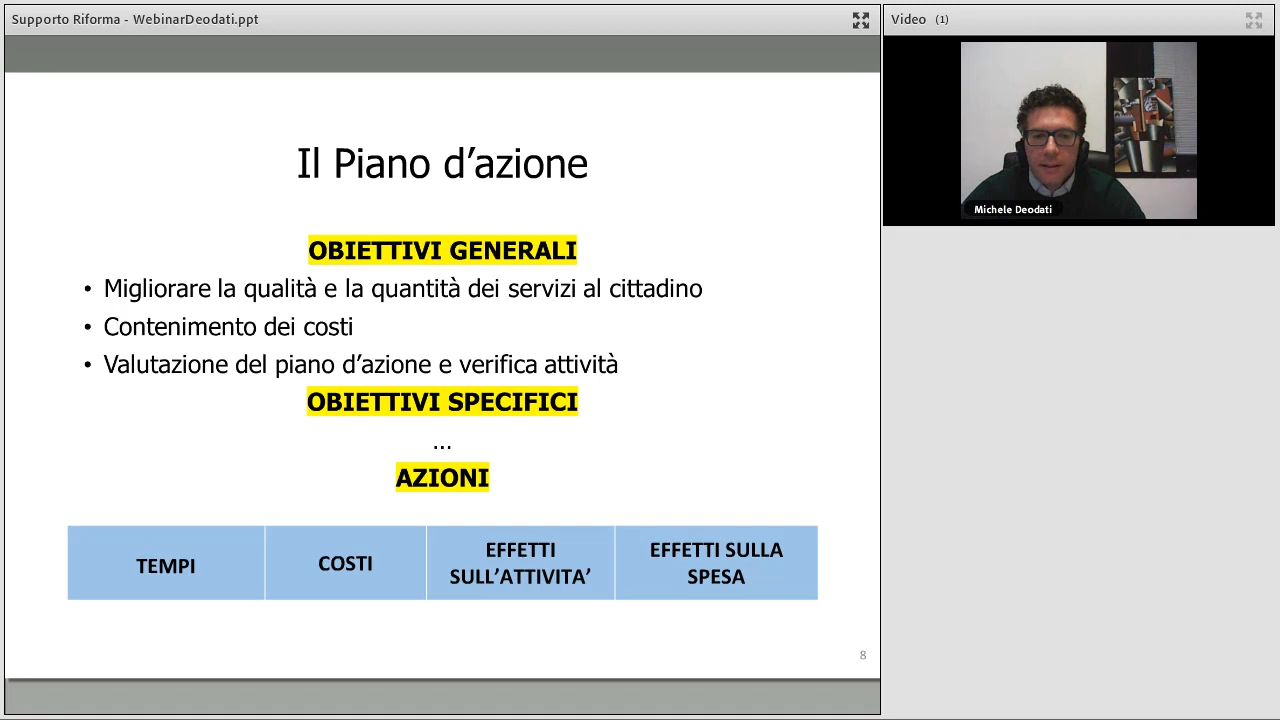 Supporto Riforma - WebinarDeodati.ppt
Video (1)
Michele Deodati
Il Piano d’azione
OBIETTIVI GENERALI
• Migliorare la qualità e la quantità dei servizi al cittadino
• Contenimento dei costi
• Valutazione del piano d’azione e verifica attività
OBIETTIVI SPECIFICI
...
AZIONI
TEMPI
COSTI
EFFETTI
SULL’ATTIVITA’
EFFETTI SULLA
SPESA
8